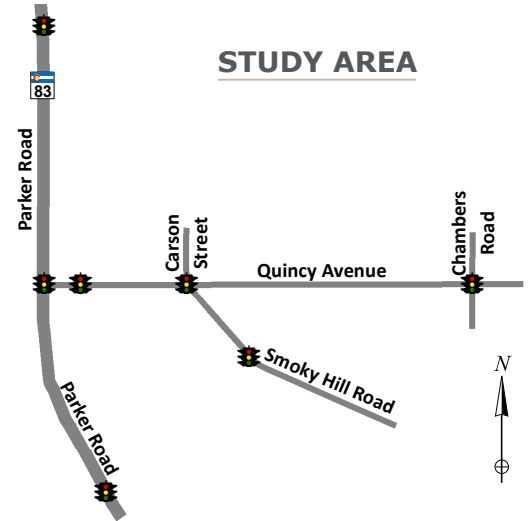 STUDY AREA
83
Parker Road
Carson
Street
Chambers
Road
Quincy Avenue
Smoky Hill Road
Parker Road
N